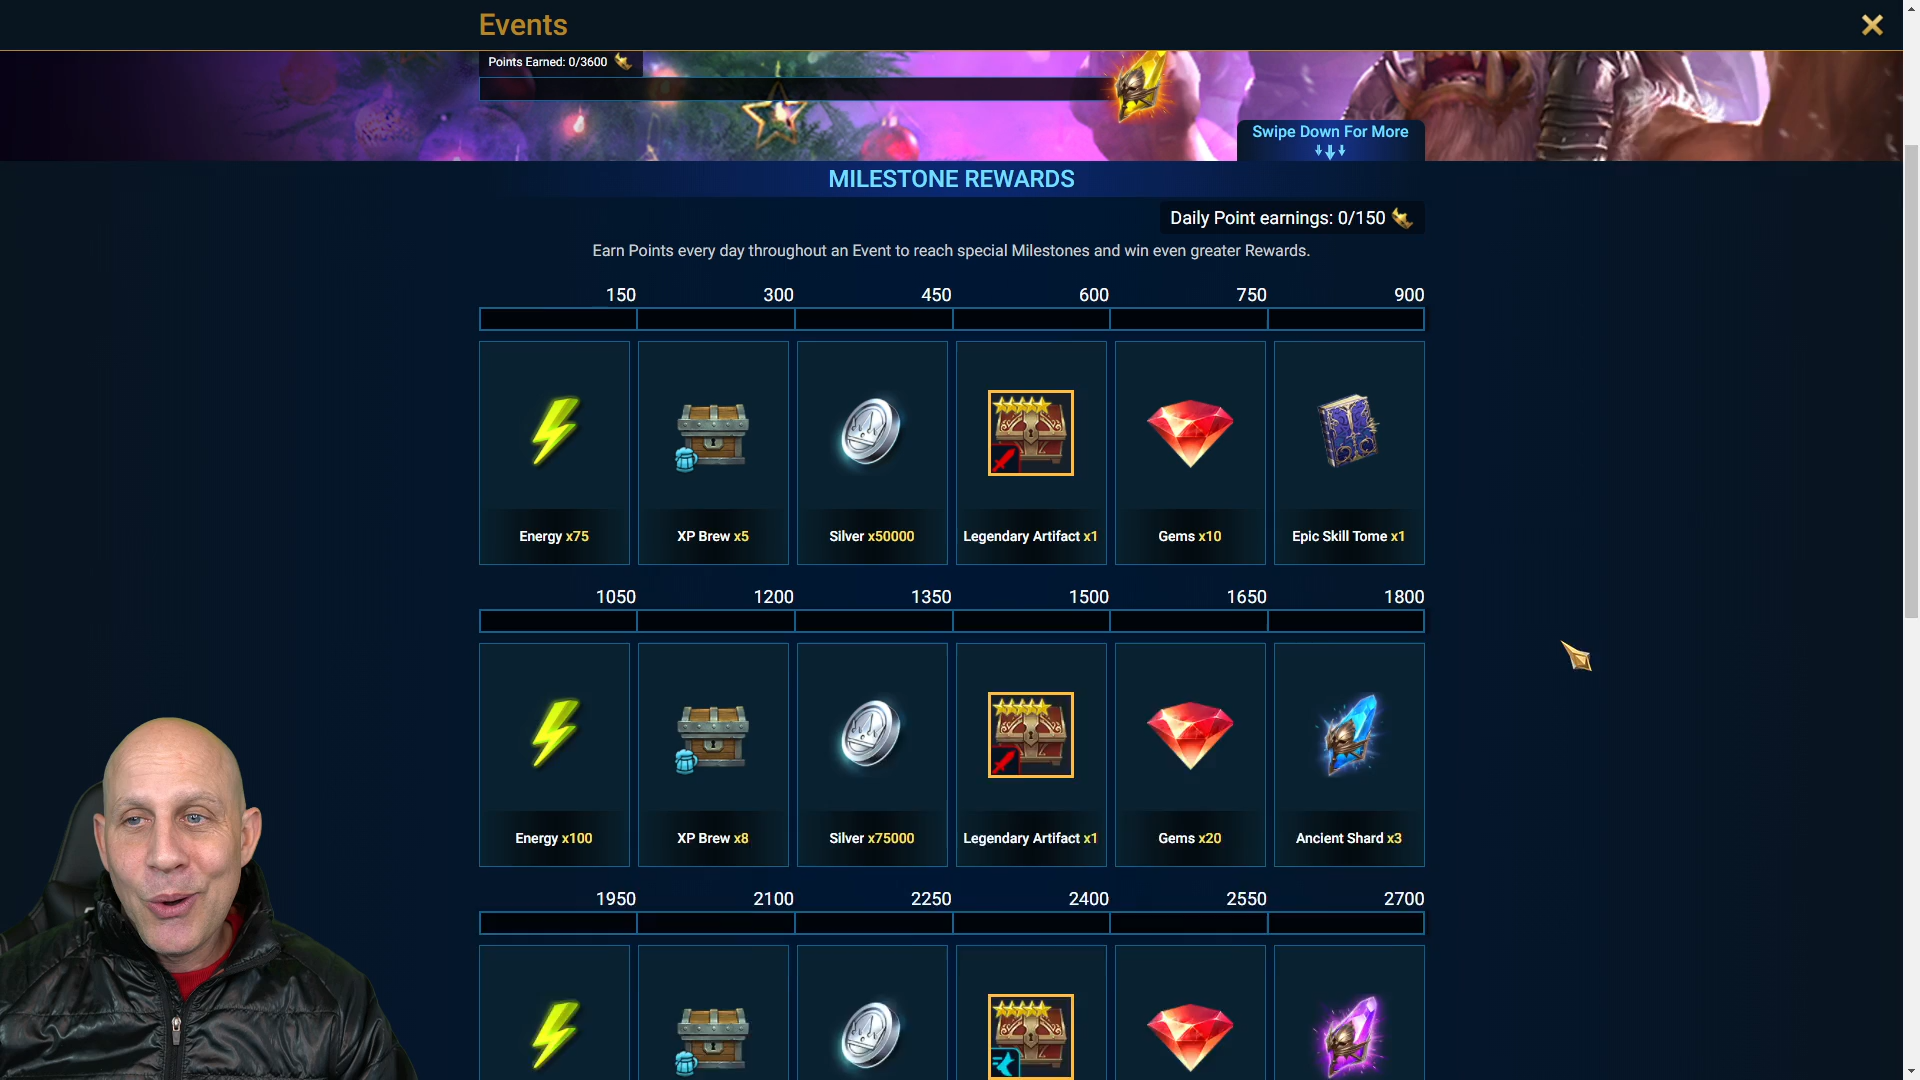 Events
Points Earned: 0/3600
Swipe Down For More
MILESTONE REWARDS
Daily Point earnings: 0/150
Earn Points every day throughout an Event to reach special Milestones and win even greater Rewards.
150 300 450 600 750 900
Energy x75 XP Brew x5 Silver x50000 Legendary Artifact x1 Gems x10 Epic Skill Tome x1
1050 1200 1350 1500 1650 1800
Energy x100 XP Brew x8 Silver x75000 Legendary Artifact x1 Gems x20 Ancient Shard x3
1950 2100 2250 2400 2550 2700